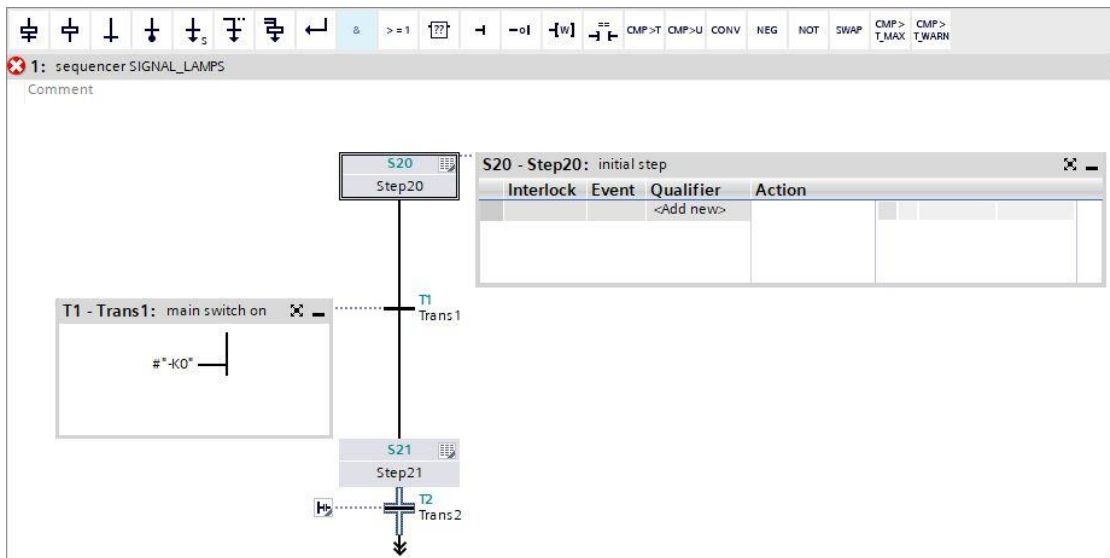 & >=1 ?? CMP>T CMP>U CONV NEG NOT SWAP CMP> T_MAX CMP> T_WARN
1: sequencer SIGNAL_LAMPS
Comment
S20
Step20
S20 - Step20: initial step
Interlock Event Qualifier Action
<Add new>
T1
Trans1
T1 - Trans1: main switch on
#"-K0"
S21
Step21
T2
Trans2